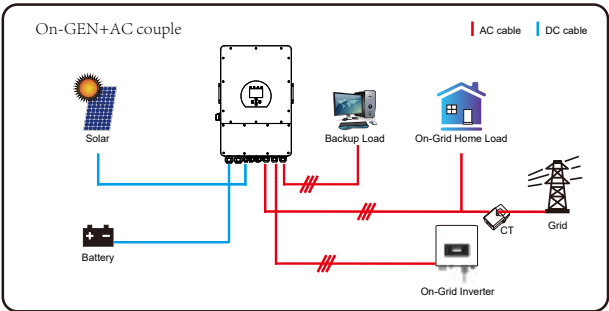 On-GEN+AC couple
AC cable
DC cable
Solar
Backup Load
On-Grid Home Load
CT
Grid
Battery
On-Grid Inverter